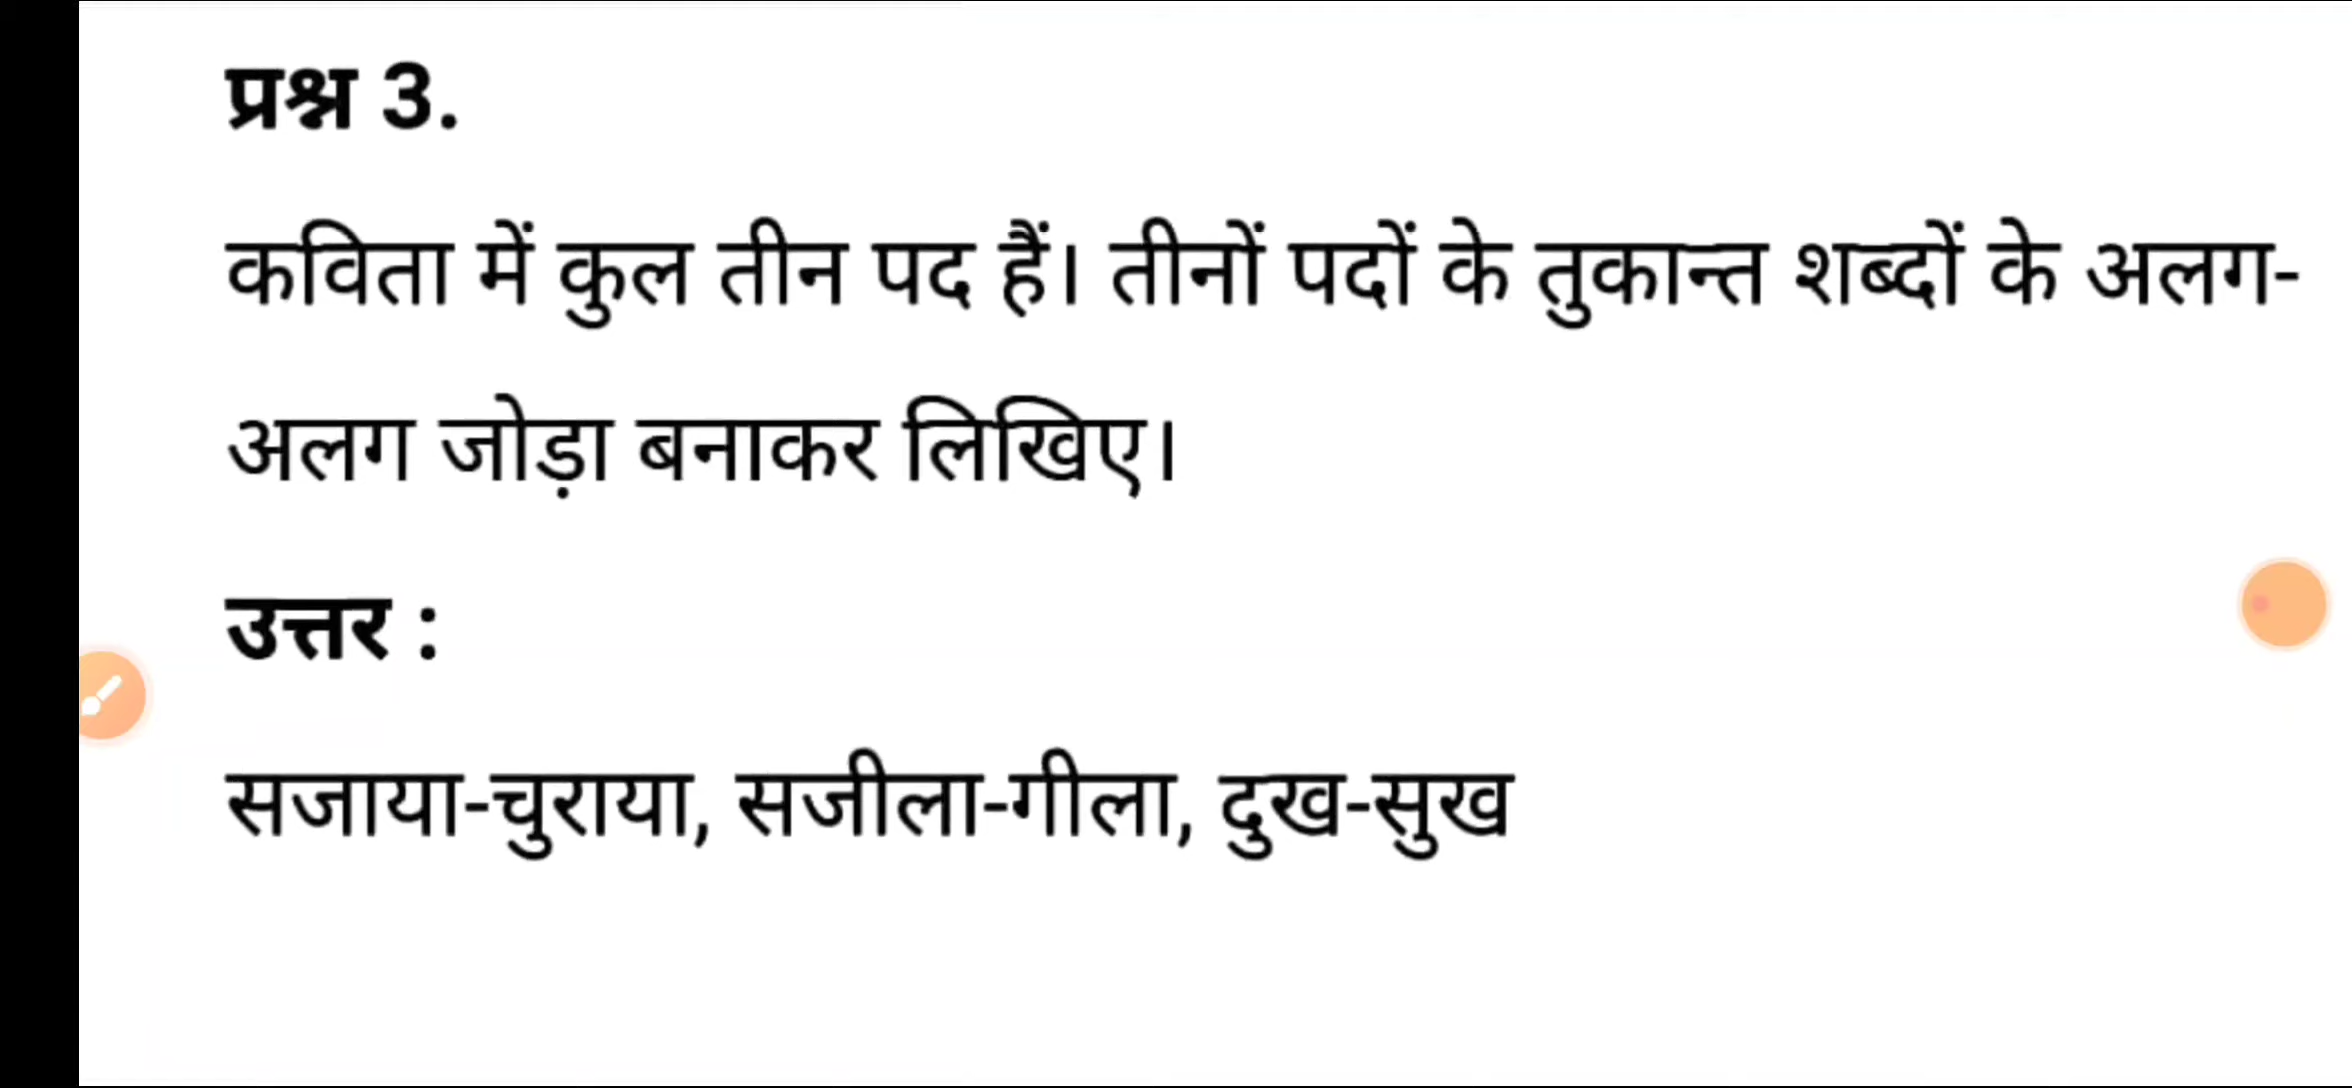 प्रश्न 3.
कविता में कुल तीन पद हैं। तीनों पदों के तुकान्त शब्दों के अलग-
अलग जोड़ा बनाकर लिखिए।
उत्तर :
सजाया-चुराया, सजीला-गीला, दुख-सुख